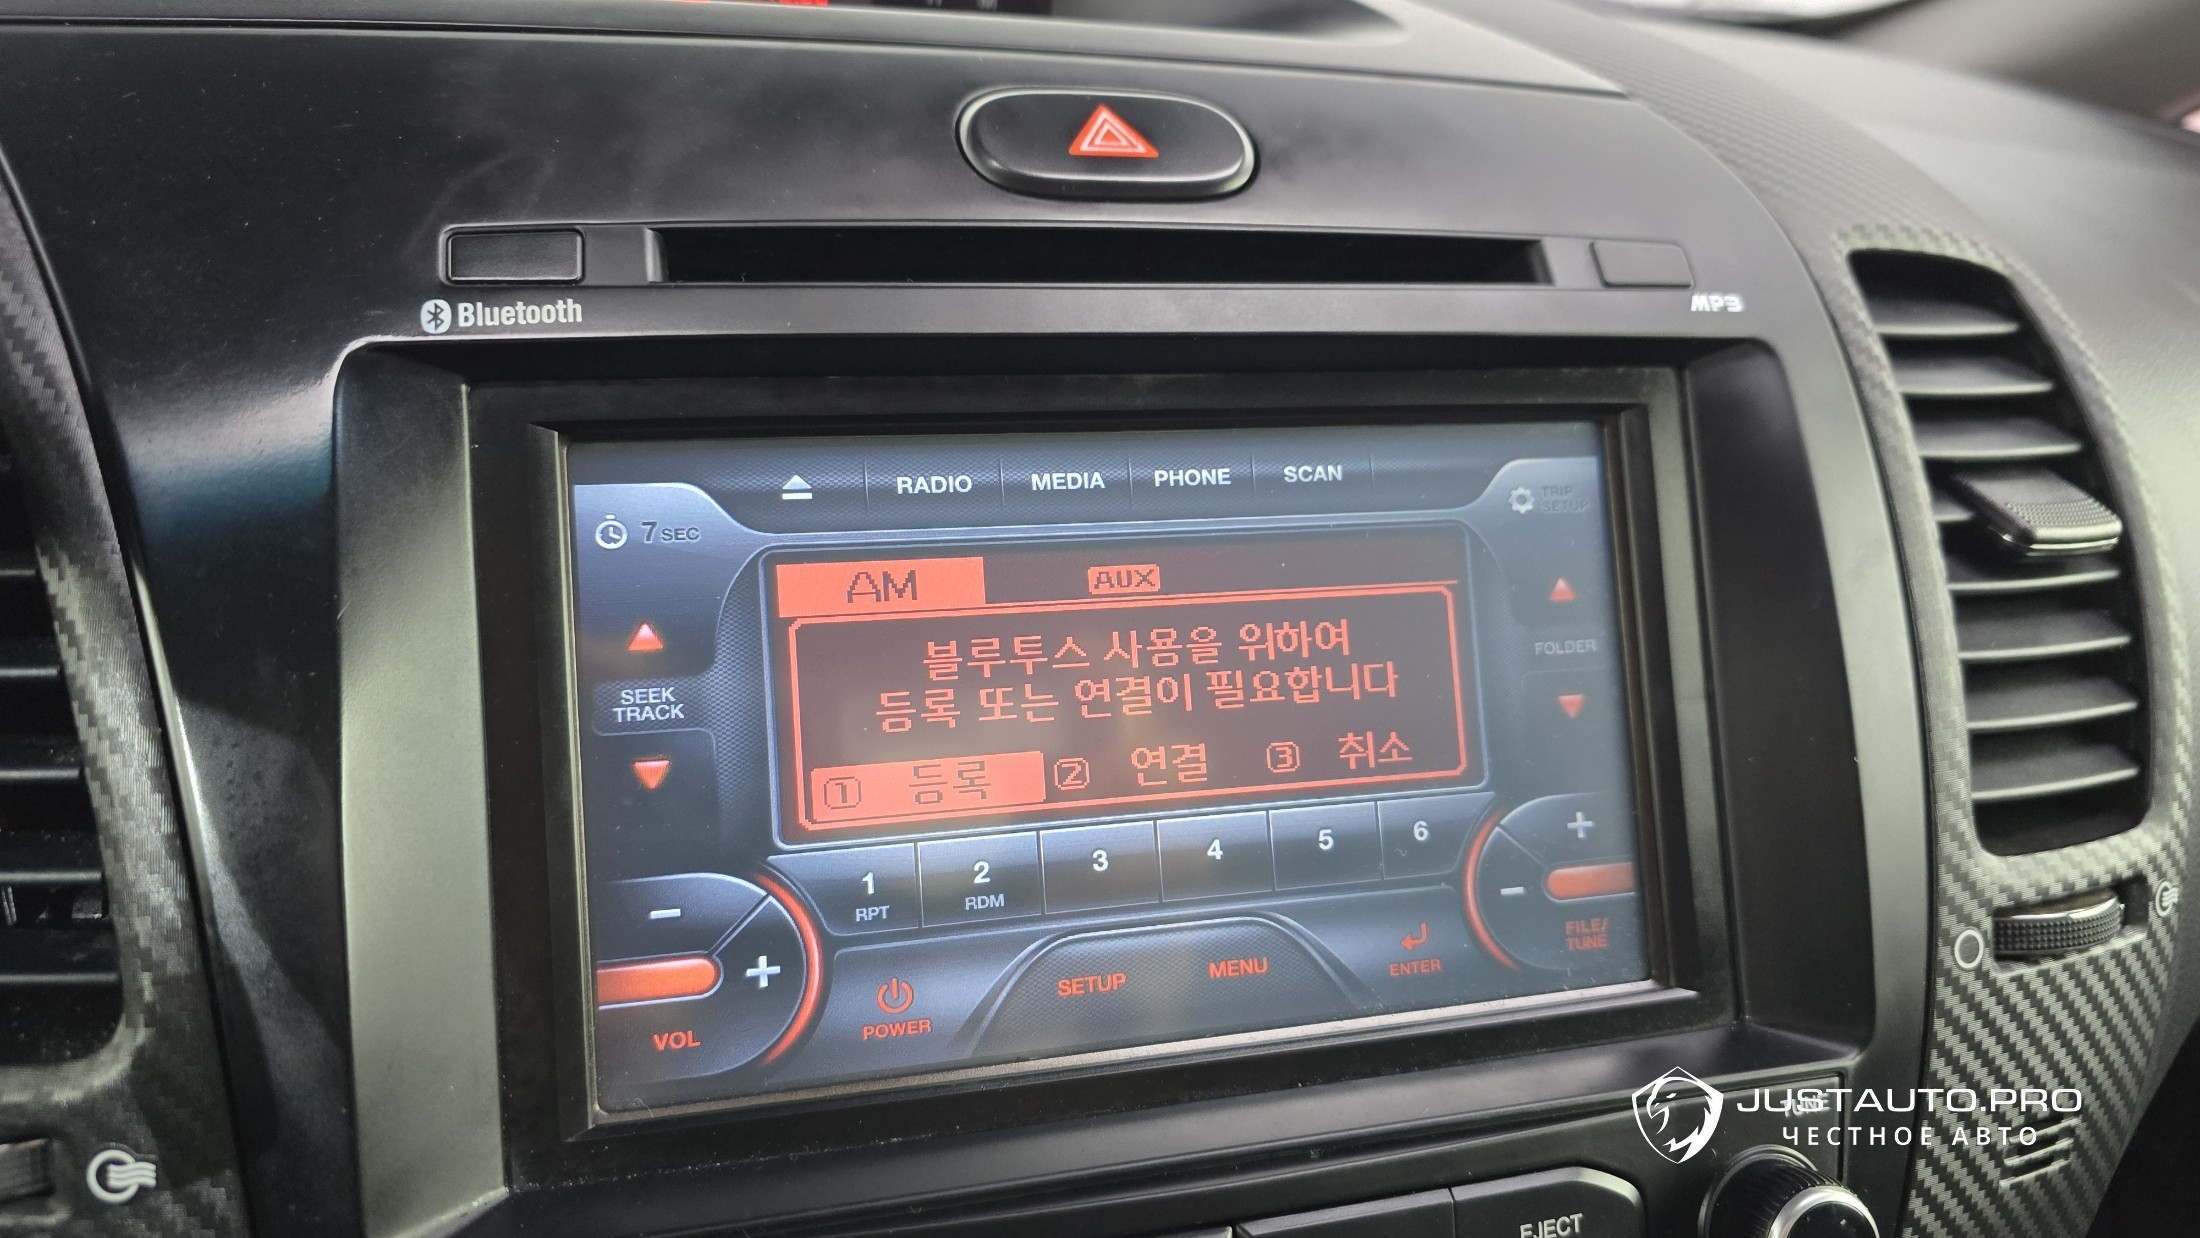 Bluetooth
MP3
RADIO MEDIA PHONE SCAN
7 SEC
TRIP
SETUP
AM AUX
블루투스 사용을 위하여
등록 또는 연결이 필요합니다
① 등록 ② 연결 ③ 취소
SEEK
TRACK
FOLDER
1 2 3 4 5 6
RPT RDM
- +
VOL
POWER
SETUP MENU
ENTER
+ -
FILE/
TUNE
TUNE
EJECT
JUSTAUTO.PRO
ЧЕСТНОЕ АВТО